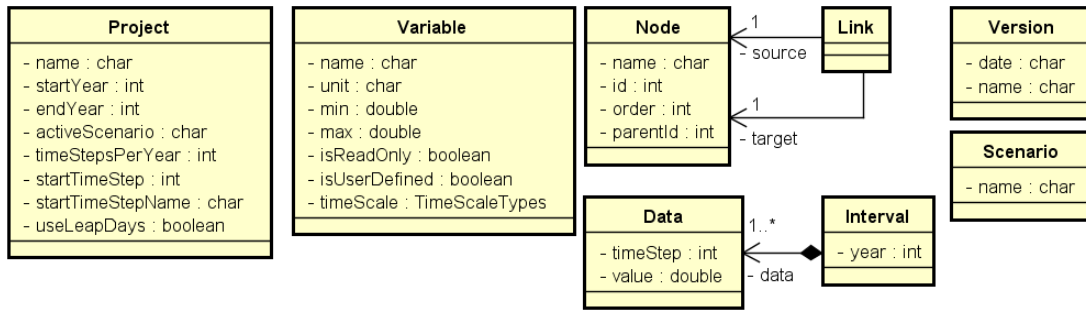 Project
- name : char
- startYear : int
- endYear : int
- activeScenario : char
- timeStepsPerYear : int
- startTimeStep : int
- startTimeStepName : char
- useLeapDays : boolean
Variable
- name : char
- unit : char
- min : double
- max : double
- isReadOnly : boolean
- isUserDefined : boolean
- timeScale : TimeScaleTypes
Node
- name : char
- id : int
- order : int
- parentId : int
1
- source
1
- target
Link
Version
- date : char
- name : char
Scenario
- name : char
Data
- timeStep : int
- value : double
1..*
- data
Interval
- year : int